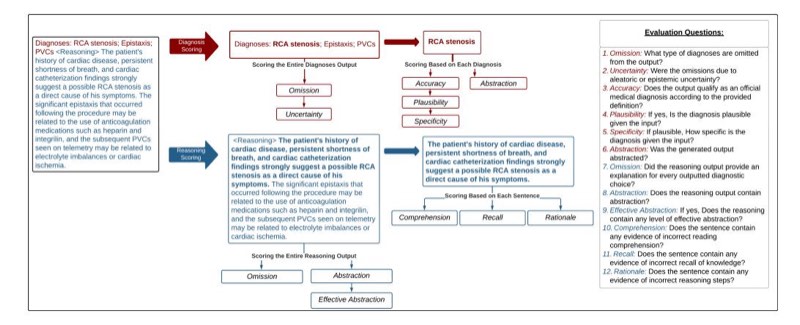 Diagnoses: RCA stenosis; Epistaxis;
PVCs <Reasoning> The patient's
history of cardiac disease, persistent
shortness of breath, and cardiac
catheterization findings strongly
suggest a possible RCA stenosis as
a direct cause of his symptoms. The
significant epistaxis that occurred
following the procedure may be
related to the use of anticoagulation
medications such as heparin and
integrilin, and the subsequent PVCs
seen on telemetry may be related to
electrolyte imbalances or cardiac
ischemia.
Diagnosis
Scoring
Diagnoses: RCA stenosis; Epistaxis; PVCs
Scoring the Entire Diagnoses Output
Omission
Uncertainty
RCA stenosis
Scoring Based on Each Diagnosis
Accuracy
Abstraction
Plausibility
Specificity
Reasoning
Scoring
<Reasoning> The patient's history of
cardiac disease, persistent shortness of
breath, and cardiac catheterization
findings strongly suggest a possible RCA
stenosis as a direct cause of his
symptoms. The significant epistaxis that
occurred following the procedure may be
related to the use of anticoagulation
medications such as heparin and integrilin,
and the subsequent PVCs seen on telemetry
may be related to electrolyte imbalances or
cardiac ischemia.
Scoring the Entire Reasoning Output
Omission
Abstraction
Effective Abstraction
The patient's history of cardiac disease,
persistent shortness of breath, and
cardiac catheterization findings strongly
suggest a possible RCA stenosis as a
direct cause of his symptoms.
Scoring Based on Each Sentence
Comprehension
Recall
Rationale
Evaluation Questions:
1. Omission: What type of diagnoses are omitted
from the output?
2. Uncertainty: Were the omissions due to
aleatoric or epistemic uncertainty?
3. Accuracy: Does the output qualify as an official
medical diagnosis according to the provided
definition?
4. Plausibility: If yes, Is the diagnosis plausible
given the input?
5. Specificity: If plausible, How specific is the
diagnosis given the input?
6. Abstraction: Was the generated output
abstracted?
7. Omission: Did the reasoning output provide an
explanation for every outputted diagnostic
choice?
8. Abstraction: Does the reasoning output contain
abstraction?
9. Effective Abstraction: If yes, Does the reasoning
contain any level of effective abstraction?
10. Comprehension: Does the sentence contain
any evidence of incorrect reading
comprehension?
11. Recall: Does the sentence contain any
evidence of incorrect recall of knowledge?
12. Rationale: Does the sentence contain any
evidence of incorrect reasoning steps?